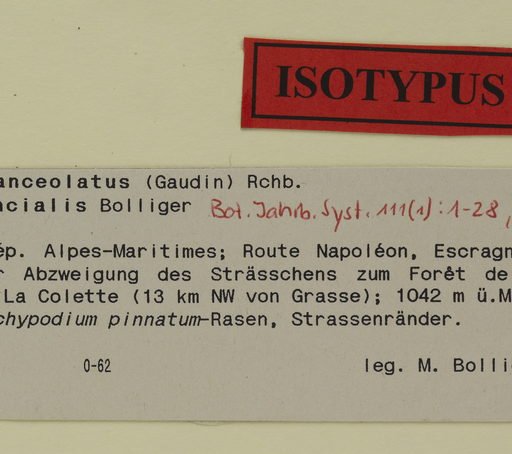 ISOTYPUS
anceolatus (Gaudin) Rchb.
ncialis Bolliger Bot. Jahrb. Syst. 111(1): 1-28,
ép. Alpes-Maritimes; Route Napoléon, Escragn
r Abzweigung des Strässchens zum Forêt de
La Colette (13 km NW von Grasse); 1042 m ü.M
chypodium pinnatum-Rasen, Strassenränder.
0-62 leg. M. Bolli